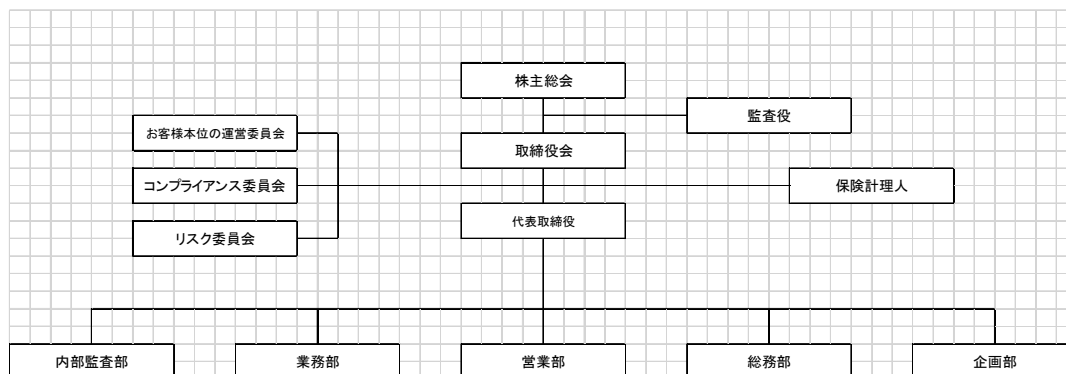 株主総会
監査役
お客様本位の運営委員会
取締役会
コンプライアンス委員会
保険計理人
代表取締役
リスク委員会
内部監査部
業務部
営業部
総務部
企画部